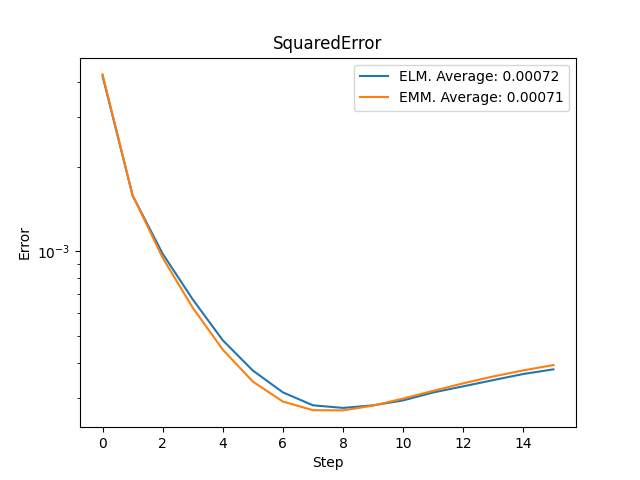 SquaredError
ELM. Average: 0.00072
EMM. Average: 0.00071
Error
10⁻³
0 2 4 6 8 10 12 14
Step